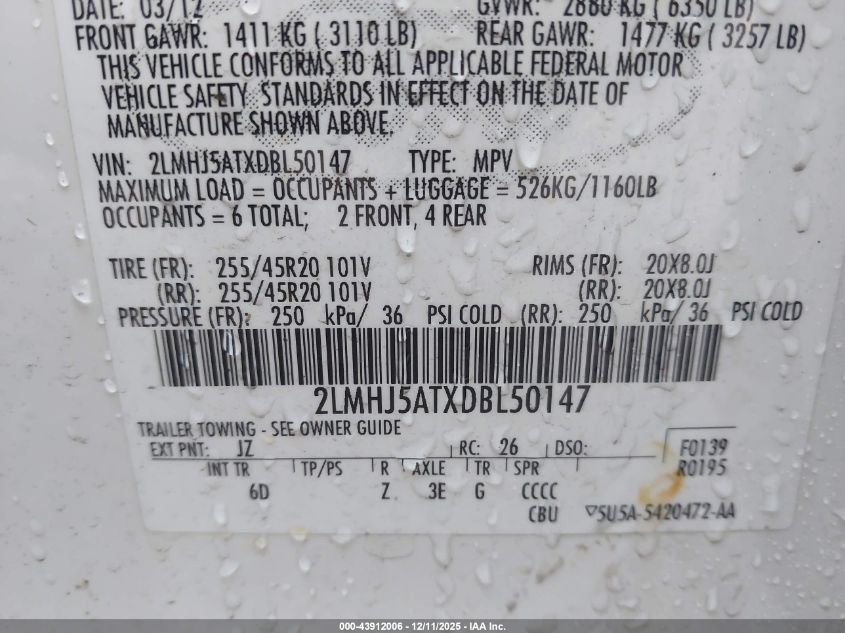 DATE: 03/12 GVWR: 2880 KG ( 6350 LB)
FRONT GAWR: 1411 KG ( 3110 LB) REAR GAWR: 1477 KG ( 3257 LB)
THIS VEHICLE CONFORMS TO ALL APPLICABLE FEDERAL MOTOR
VEHICLE SAFETY STANDARDS IN EFFECT ON THE DATE OF
MANUFACTURE SHOWN ABOVE.
VIN: 2LMHJ5ATXDBL50147 TYPE: MPV
MAXIMUM LOAD = OCCUPANTS + LUGGAGE = 526KG/1160LB
OCCUPANTS = 6 TOTAL; 2 FRONT, 4 REAR
TIRE (FR): 255/45R20 101V RIMS (FR): 20X8.0J
(RR): 255/45R20 101V (RR): 20X8.0J
PRESSURE (FR): 250 kPa/ 36 PSI COLD (RR): 250 kPa/ 36 PSI COLD
2LMHJ5ATXDBL50147
TRAILER TOWING - SEE OWNER GUIDE
EXT PNT: JZ RC: 26 DSO: F0139
INT TR TP/PS R AXLE TR SPR R0195
6D Z 3E G CCCC
CBU ▽5U5A-5420472-AA
000-43912006 - 12/11/2025 - IAA Inc.